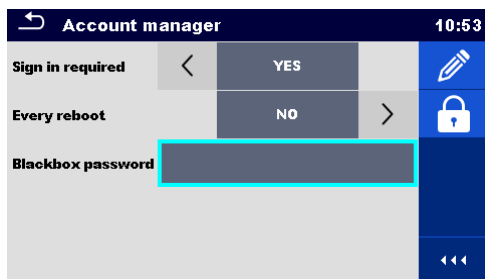 Account manager 10:53
Sign in required YES
Every reboot NO
Blackbox password